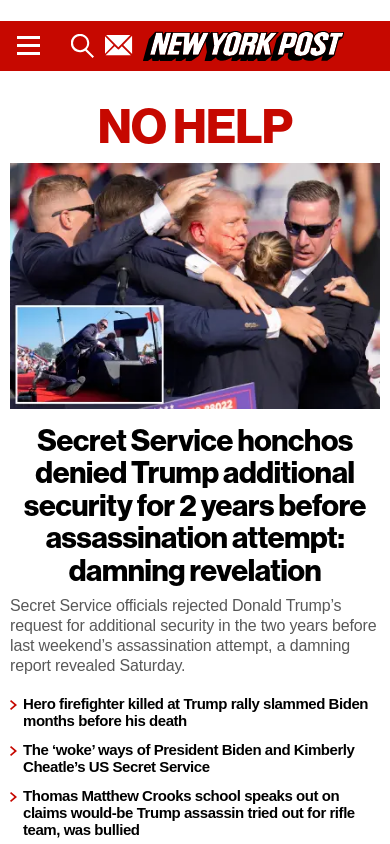 NEW YORK POST
NO HELP
88022
Secret Service honchos
denied Trump additional
security for 2 years before
assassination attempt:
damning revelation
Secret Service officials rejected Donald Trump’s
request for additional security in the two years before
last weekend’s assassination attempt, a damning
report revealed Saturday.
Hero firefighter killed at Trump rally slammed Biden
months before his death
The ‘woke’ ways of President Biden and Kimberly
Cheatle’s US Secret Service
Thomas Matthew Crooks school speaks out on
claims would-be Trump assassin tried out for rifle
team, was bullied